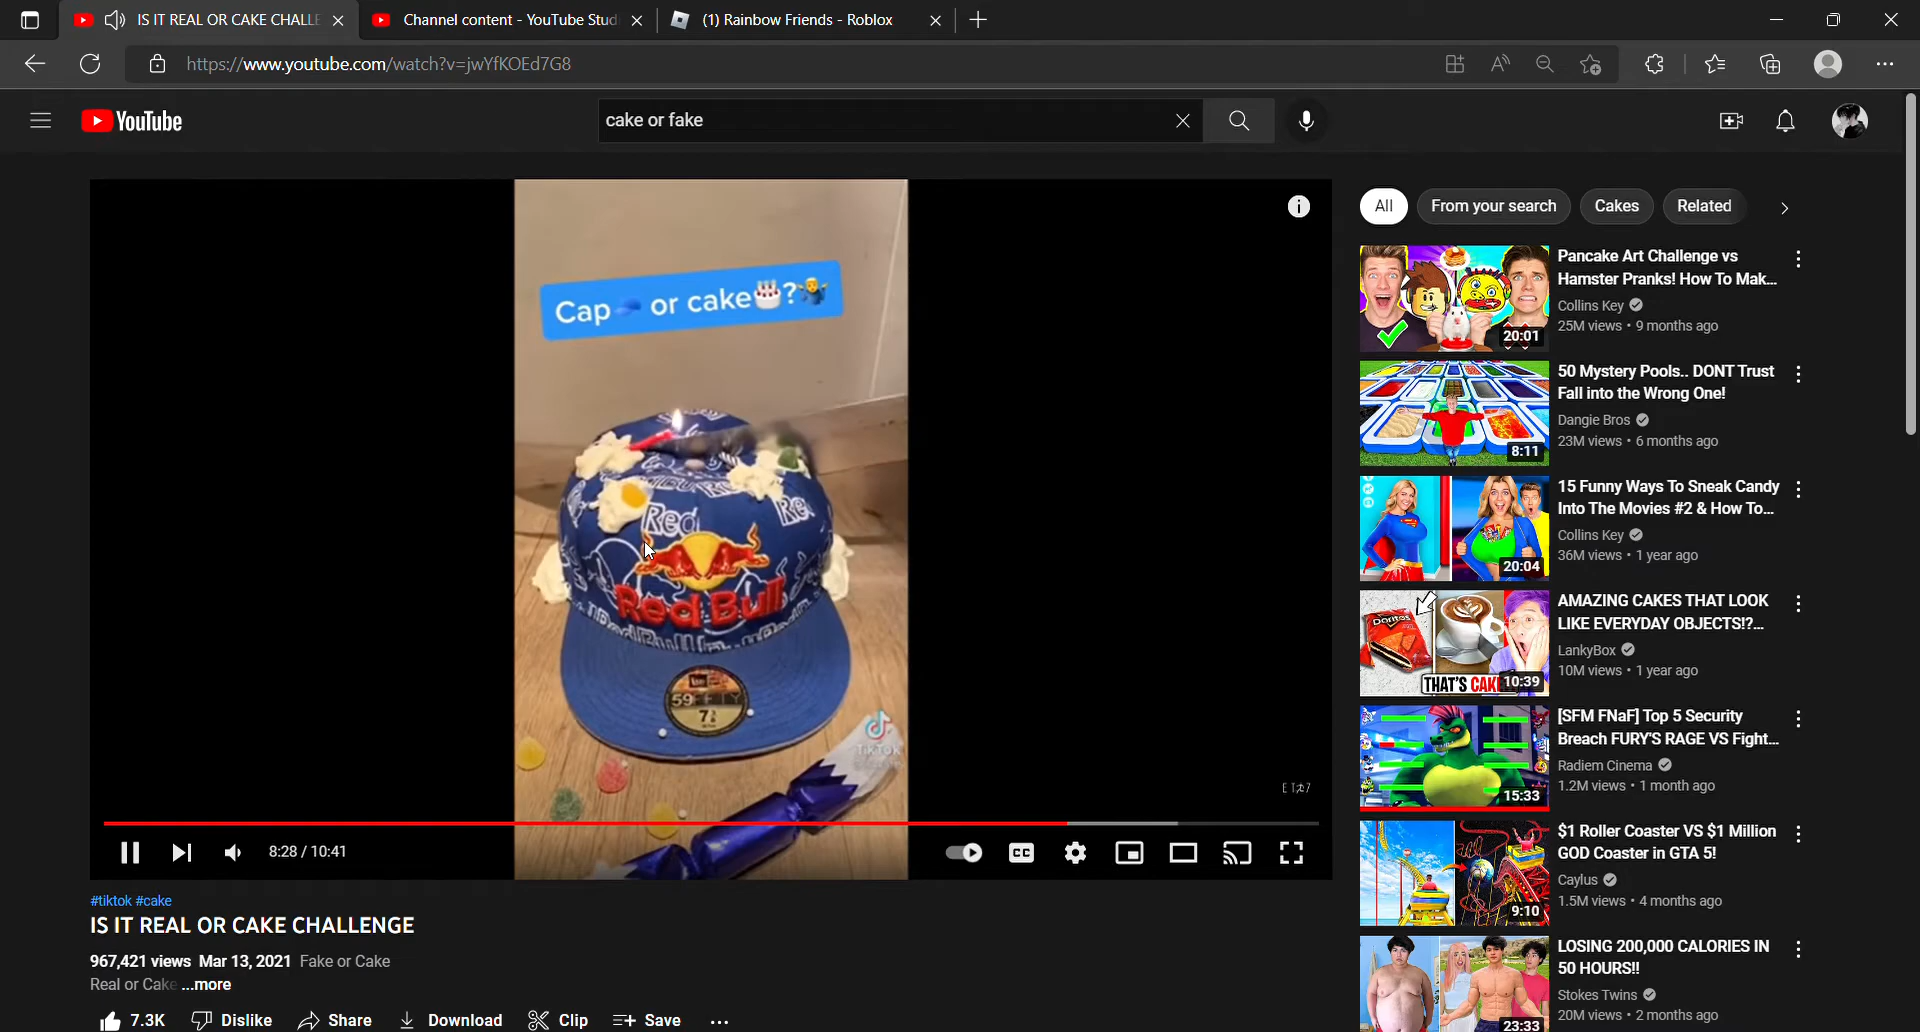 IS IT REAL OR CAKE CHALLE
Channel content - YouTube Stud
(1) Rainbow Friends - Roblox
https://www.youtube.com/watch?v=jwYfKOEd7G8
YouTube
cake or fake
Cap🧢 or cake🎂?🤷‍♂️
Red
Re
Red Bull
59FIFTY
7⅜
TikTok
8:28 / 10:41
CC
#tiktok #cake
IS IT REAL OR CAKE CHALLENGE
967,421 views Mar 13, 2021 Fake or Cake
Real or Cake ...more
7.3K Dislike Share Download Clip Save ...
All From your search Cakes Related
Pancake Art Challenge vs
Hamster Pranks! How To Mak...
Collins Key
25M views • 9 months ago
20:01
50 Mystery Pools.. DONT Trust
Fall into the Wrong One!
Dangie Bros
23M views • 6 months ago
8:11
15 Funny Ways To Sneak Candy
Into The Movies #2 & How To...
Collins Key
36M views • 1 year ago
20:04
AMAZING CAKES THAT LOOK
LIKE EVERYDAY OBJECTS!?...
LankyBox
10M views • 1 year ago
Doritos
THAT'S CAK
10:39
[SFM FNaF] Top 5 Security
Breach FURY'S RAGE VS Fight...
Radiem Cinema
1.2M views • 1 month ago
15:33
$1 Roller Coaster VS $1 Million
GOD Coaster in GTA 5!
Caylus
1.5M views • 4 months ago
9:10
LOSING 200,000 CALORIES IN
50 HOURS!!
Stokes Twins
20M views • 2 months ago
23:33